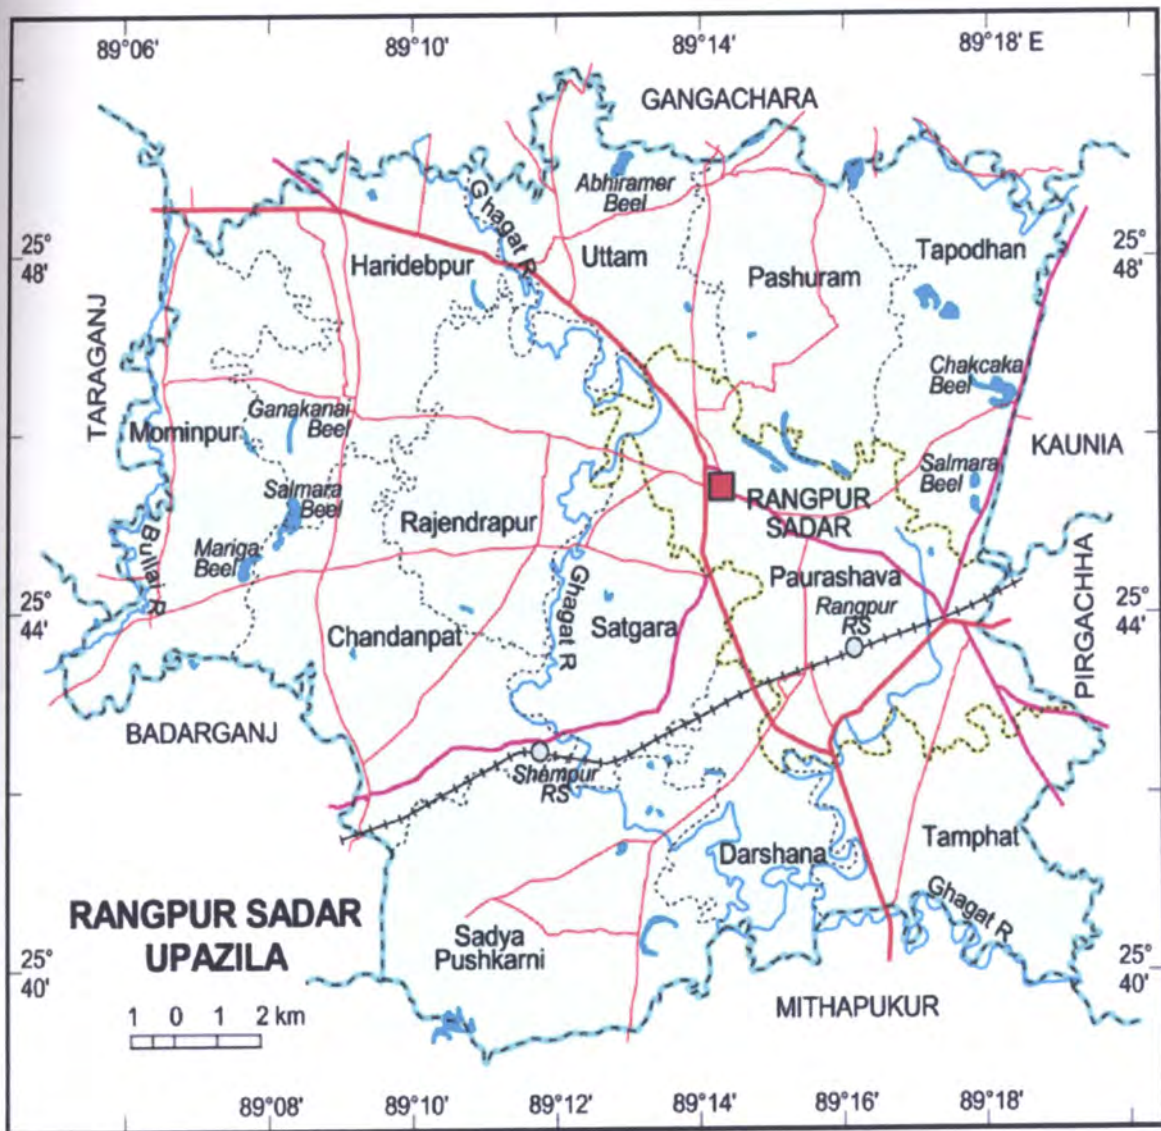 89°06'
89°10'
89°14'
89°18' E
GANGACHARA
Abhiramer
Beel
Ghagat R
25°
48'
Haridebpur
Uttam
Pashuram
Tapodhan
25°
48'
TARAGANJ
Chakcaka
Beel
Ganakanai
Beel
Mominpur
KAUNIA
Salmara
Beel
Salmara
Beel
RANGPUR
SADAR
Rajendrapur
Mariga
Beel
Bullai R
Ghagat R
Paurashava
Rangpur
RS
PIRGACHHA
25°
44'
25°
44'
Chandanpat
Satgara
BADARGANJ
Shampur
RS
Darshana
Tamphat
RANGPUR SADAR
UPAZILA
Ghagat R
Sadya
Pushkarni
25°
40'
25°
40'
MITHAPUKUR
1 0 1 2 km
89°08'
89°10'
89°12'
89°14'
89°16'
89°18'